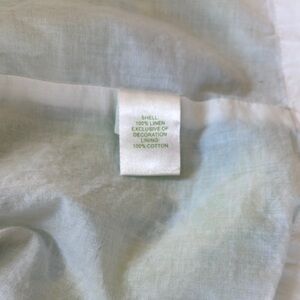 SHELL
100% LINEN
EXCLUSIVE OF
DECORATION
LINING:
100% COTTON